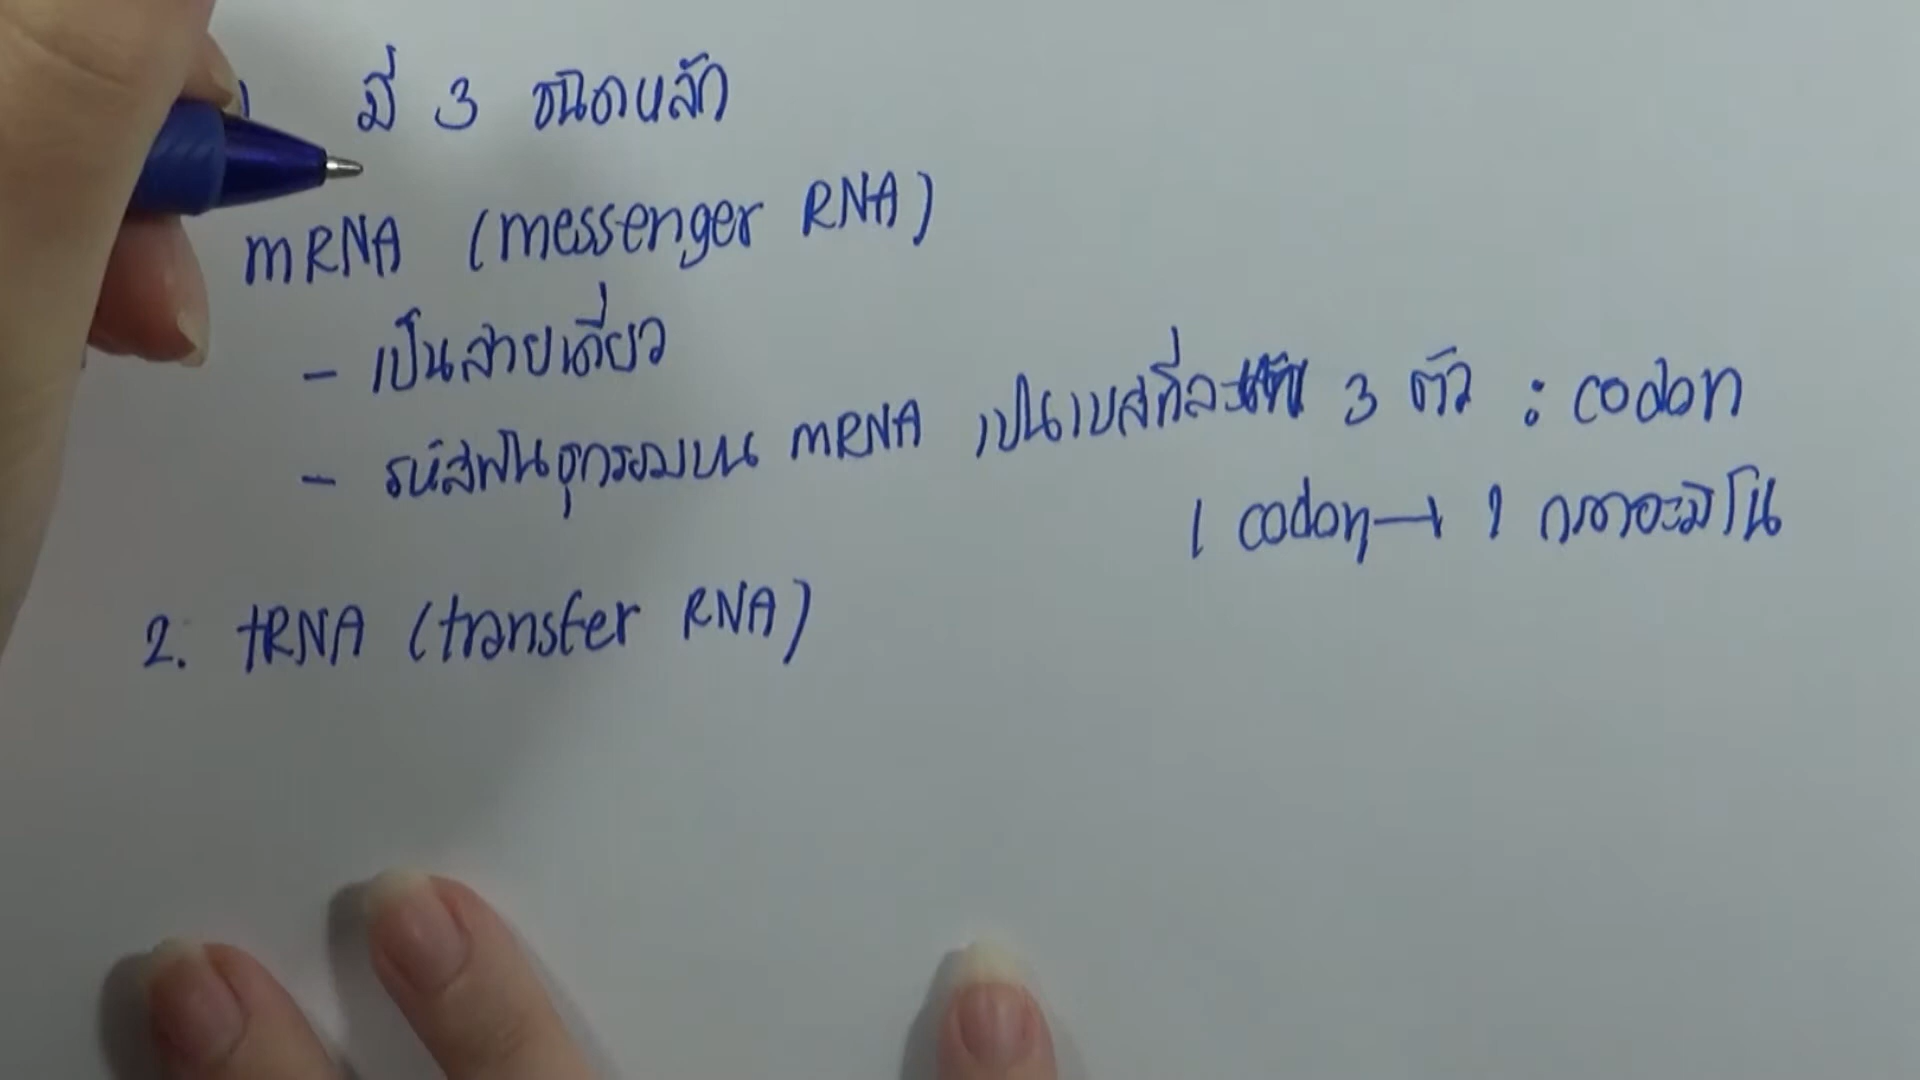 มี 3 ชนิดหลัก
mRNA (messenger RNA)
- เป็นสายเดี่ยว
- รหัสพันธุกรรมบน mRNA เป็นเบสที่ละ 3 ตัว : codon
1 codon → 1 กรดอะมิโน
2. tRNA (transfer RNA)